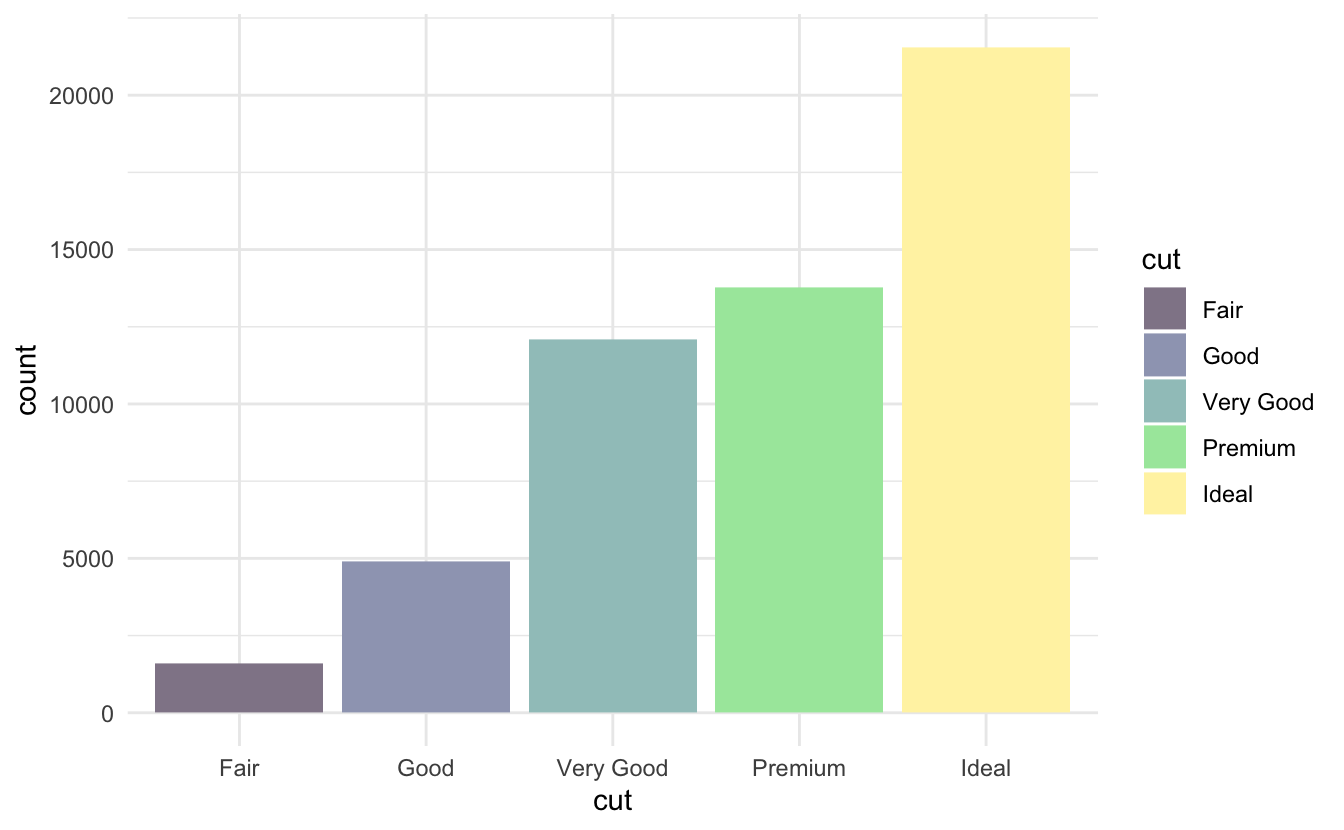 20000
15000
10000
5000
0
count
Fair
Good
Very Good
Premium
Ideal
cut
cut
Fair
Good
Very Good
Premium
Ideal